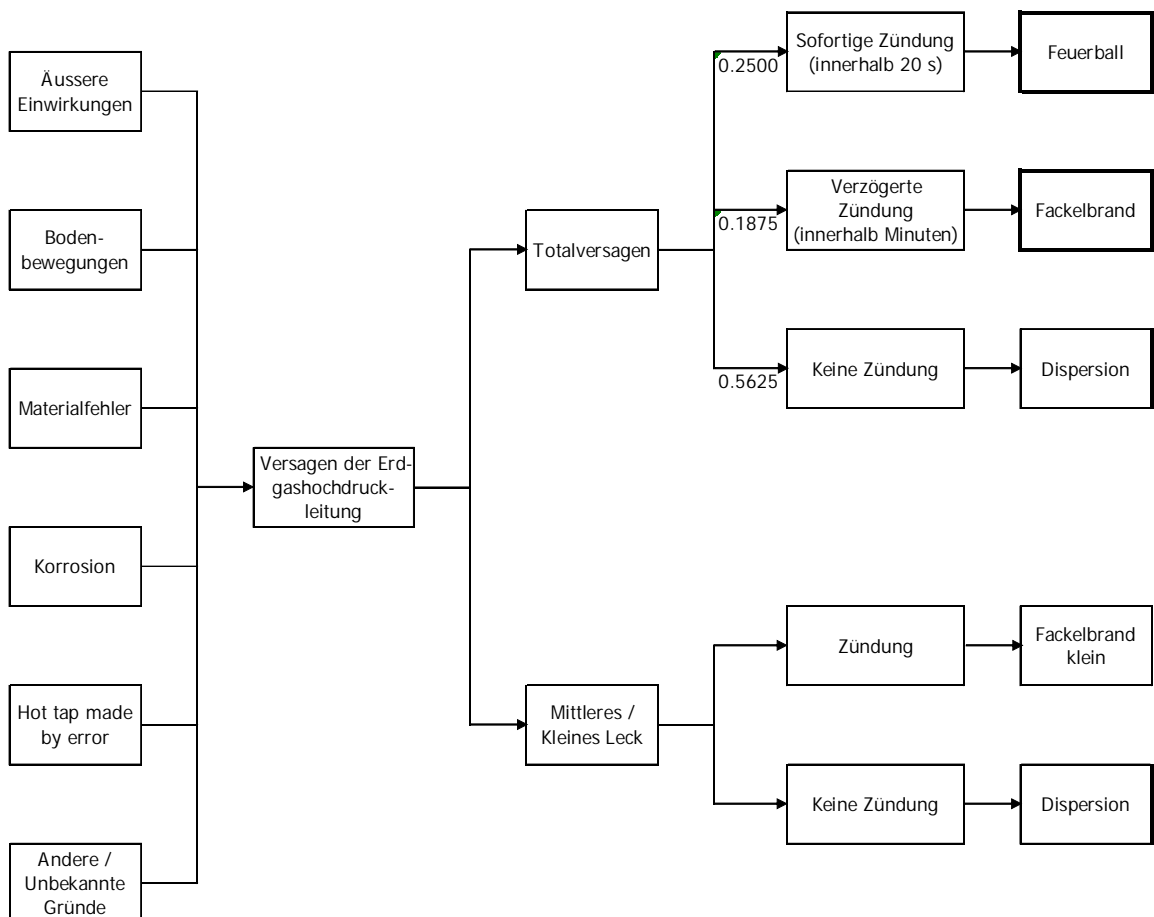 Äussere
Einwirkungen
Boden-
bewegungen
Materialfehler
Korrosion
Hot tap made
by error
Andere /
Unbekannte
Gründe
Versagen der Erd-
gashochdruck-
leitung
Totalversagen
Mittleres /
Kleines Leck
0.2500
Sofortige Zündung
(innerhalb 20 s)
Feuerball
0.1875
Verzögerte
Zündung
(innerhalb Minuten)
Fackelbrand
0.5625
Keine Zündung
Dispersion
Zündung
Fackelbrand
klein
Keine Zündung
Dispersion